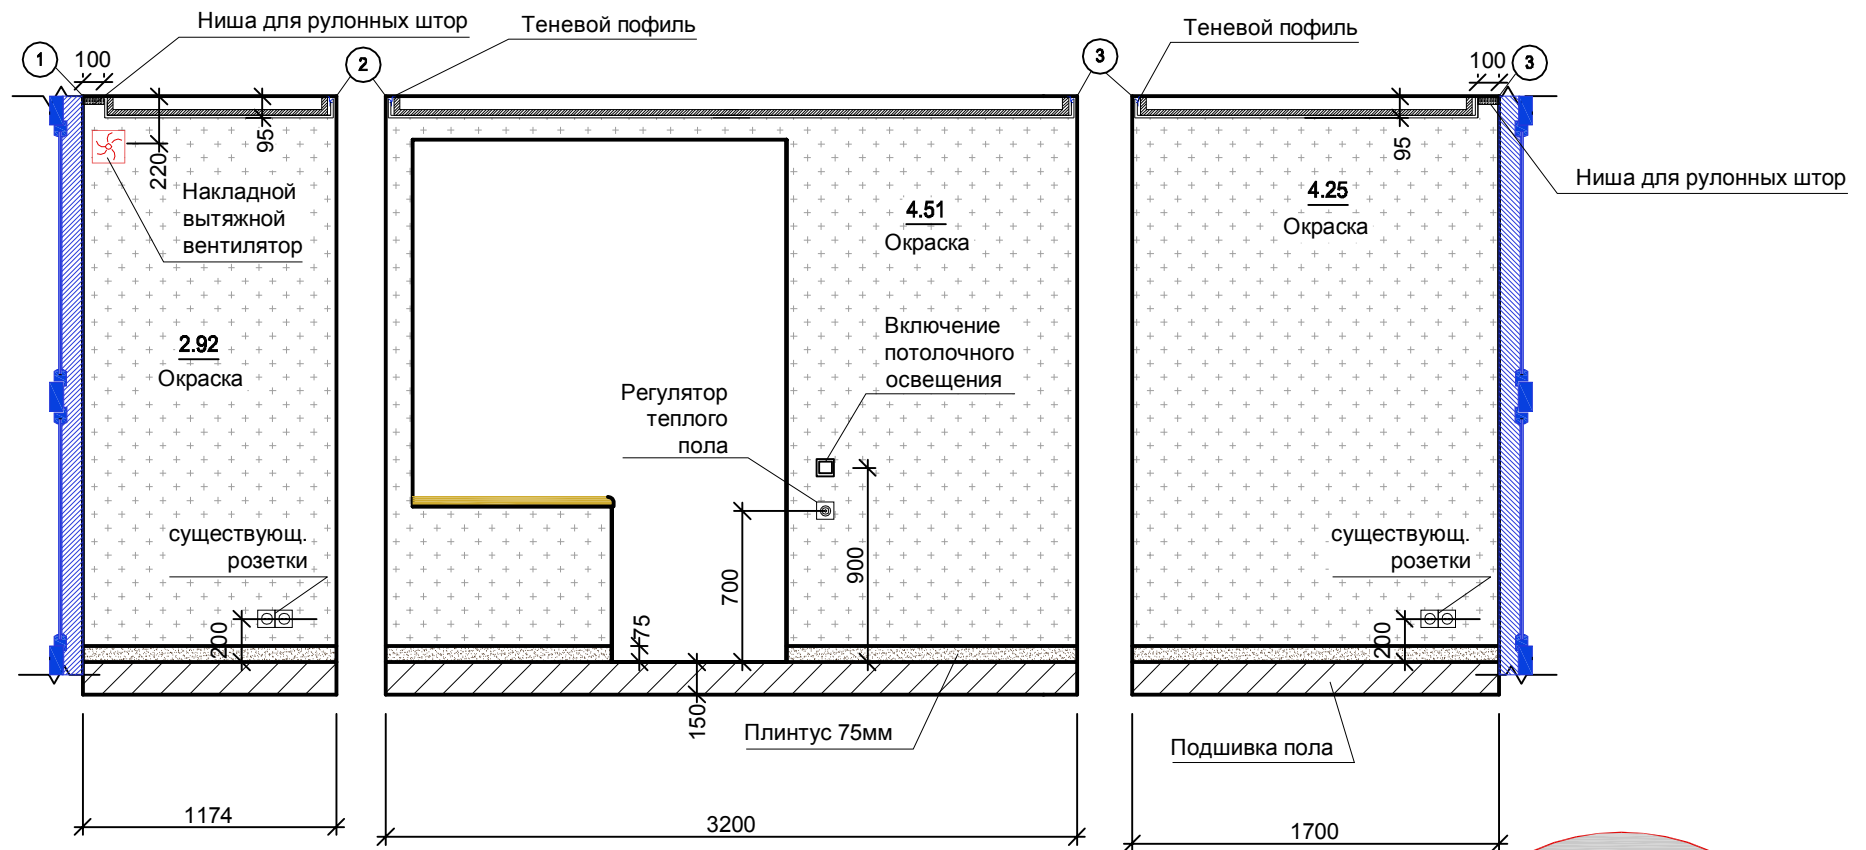 Ниша для рулонных штор
Теневой пофиль
Теневой пофиль
1
100
2
3
100
3
95
220
95
Ниша для рулонных штор
Накладной
вытяжной
вентилятор
4.51
Окраска
4.25
Окраска
2.92
Окраска
Включение
потолочного
освещения
Регулятор
теплого
пола
существующ.
розетки
существующ.
розетки
200
75
700
900
200
150
Плинтус 75мм
Подшивка пола
1174
3200
1700